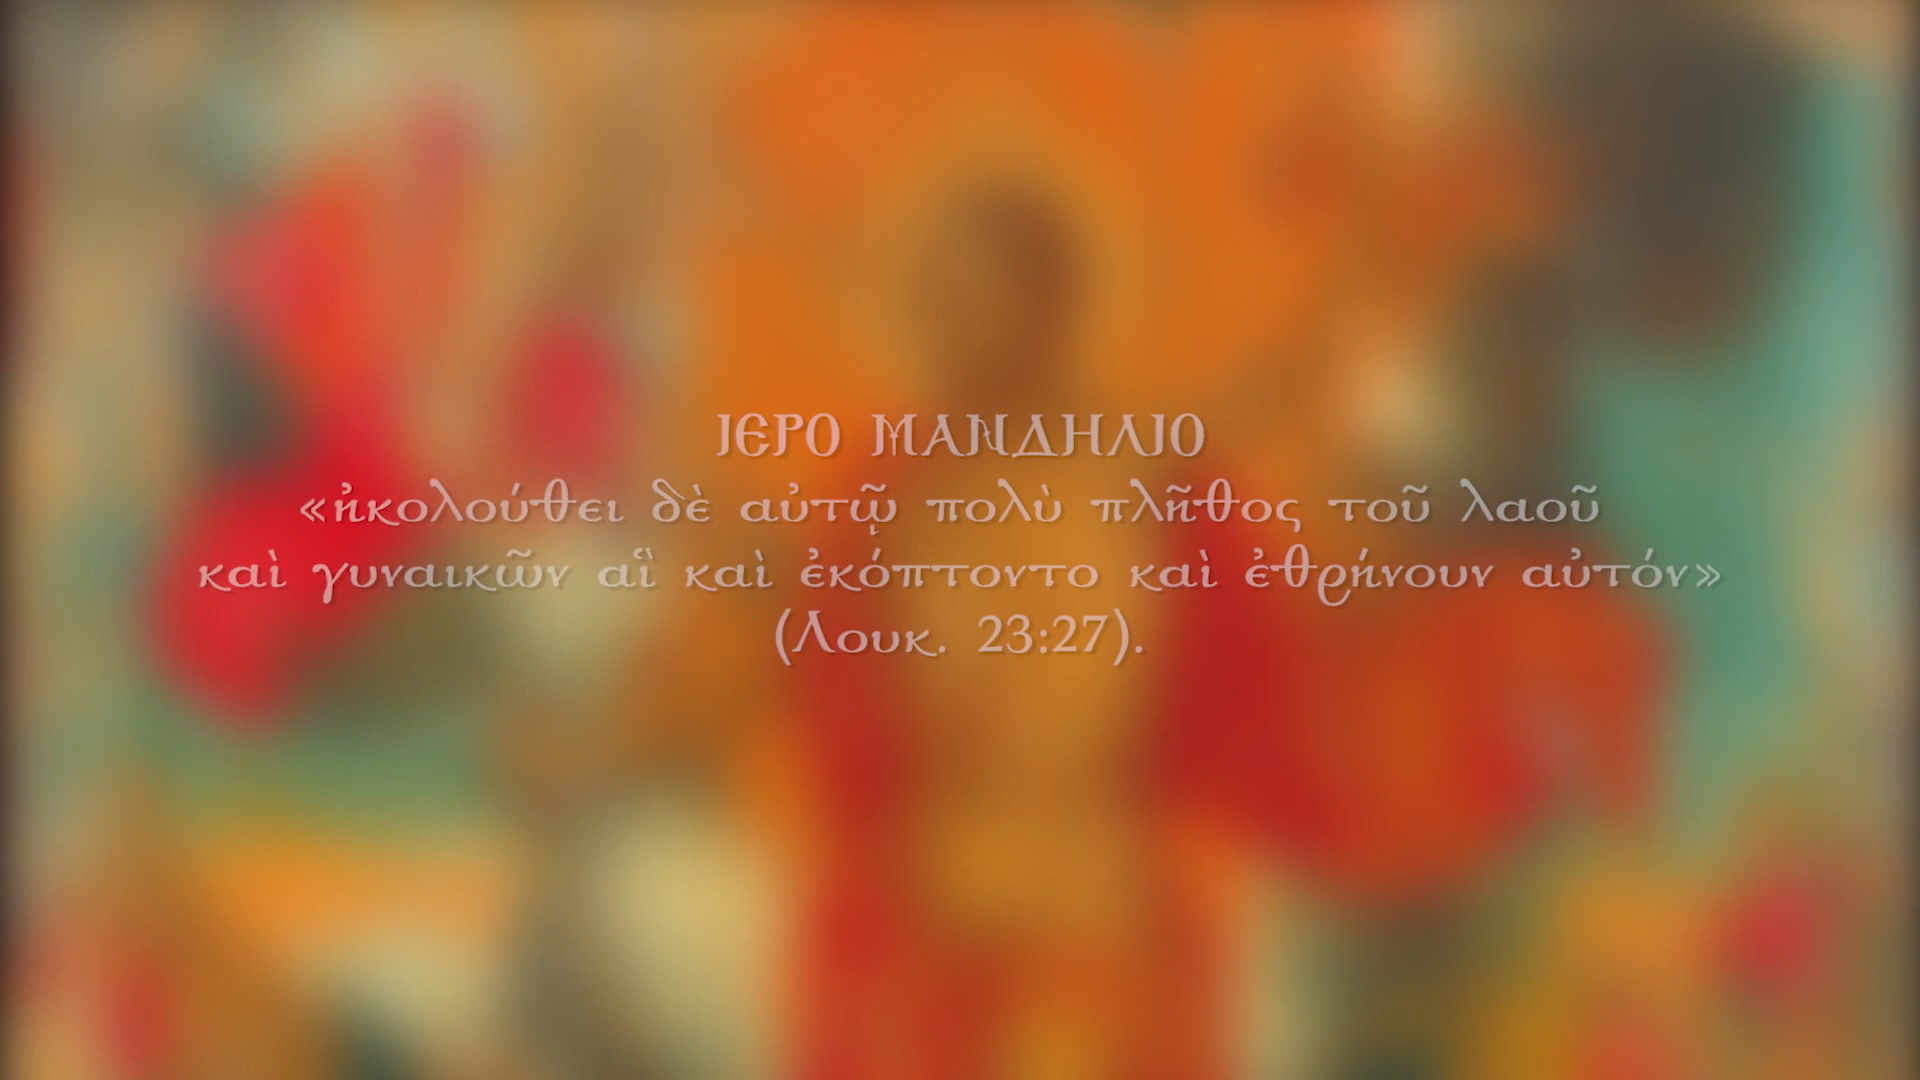 ΙΕΡΟ ΜΑΝΔΗΛΙΟ
«ἠκολούθει δὲ αὐτῷ πολὺ πλῆθος τοῦ λαοῦ
καὶ γυναικῶν αἳ καὶ ἐκόπτοντο καὶ ἐθρήνουν αὐτόν»
(Λουκ. 23:27).